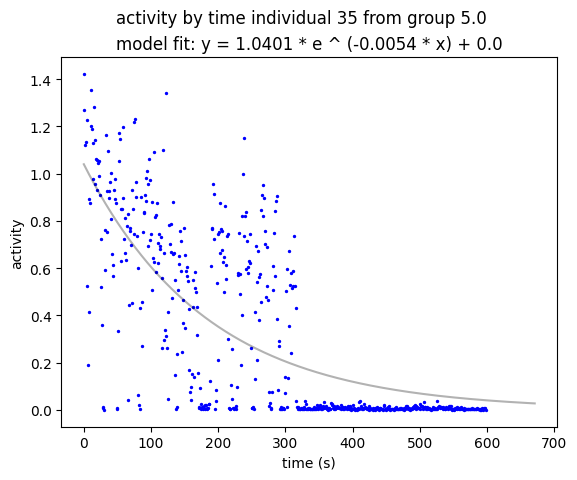 activity by time individual 35 from group 5.0
model fit: y = 1.0401 * e ^ (-0.0054 * x) + 0.0
1.4
1.2
1.0
0.8
0.6
0.4
0.2
0.0
activity
0 100 200 300 400 500 600 700
time (s)